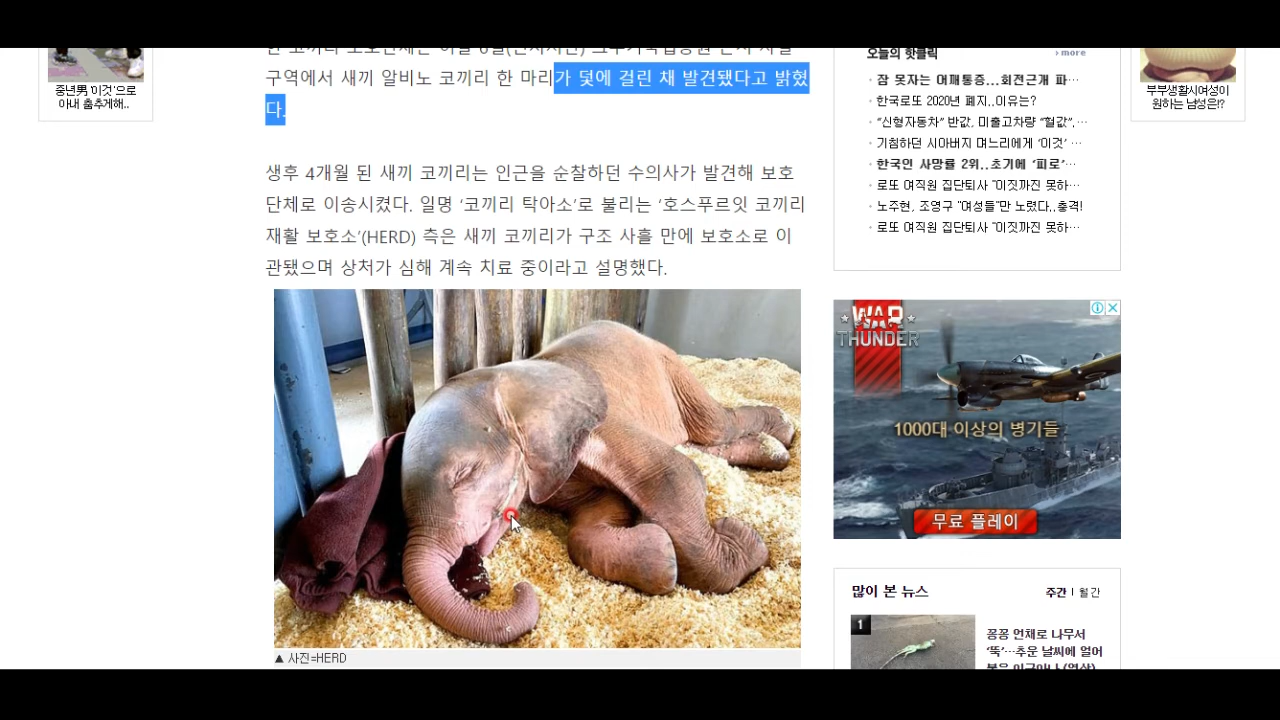 중년男 '이것'으로
아내 춤추게해..
구역에서 새끼 알비노 코끼리 한 마리가 덫에 걸린 채 발견됐다고 밝혔
다.
생후 4개월 된 새끼 코끼리는 인근을 순찰하던 수의사가 발견해 보호
단체로 이송시켰다. 일명 '코끼리 탁아소'로 불리는 '호스푸르잇 코끼리
재활 보호소'(HERD) 측은 새끼 코끼리가 구조 사흘 만에 보호소로 이
관됐으며 상처가 심해 계속 치료 중이라고 설명했다.
▲ 사진=HERD
오늘의 핫클릭
› more
· 잠 못자는 어깨통증...회전근개 파…
· 한국로또 2020년 폐지..이유는?
· "신형자동차" 반값, 미출고차량 "헐값",…
· 기첨하던 시아버지 며느리에게 '이것' …
· 한국인 사망률 2위..초기에 '피로'…
· 로또 여직원 집단퇴사 "이짓까진 못하…
· 노주현, 조영구 "여성들"만 노렸다,,충격!
· 로또 여직원 집단퇴사 "이짓까진 못하…
WAR
THUNDER
1000대 이상의 병기들
무료 플레이
많이 본 뉴스
주간 | 월간
1
꽁꽁 언채로 나무서
'뚝'…추운 날씨에 얼어
부부생활시여성이
원하는 남성은!?